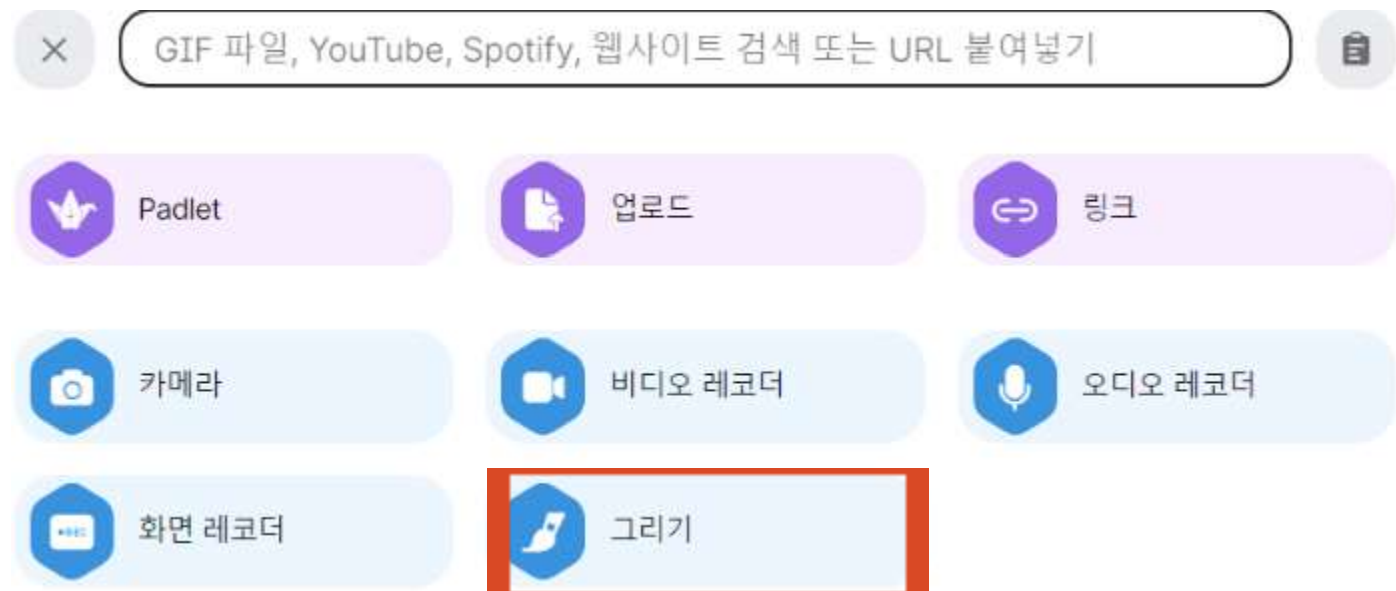 GIF 파일, YouTube, Spotify, 웹사이트 검색 또는 URL 붙여넣기
Padlet
업로드
링크
카메라
비디오 레코더
오디오 레코더
화면 레코더
그리기